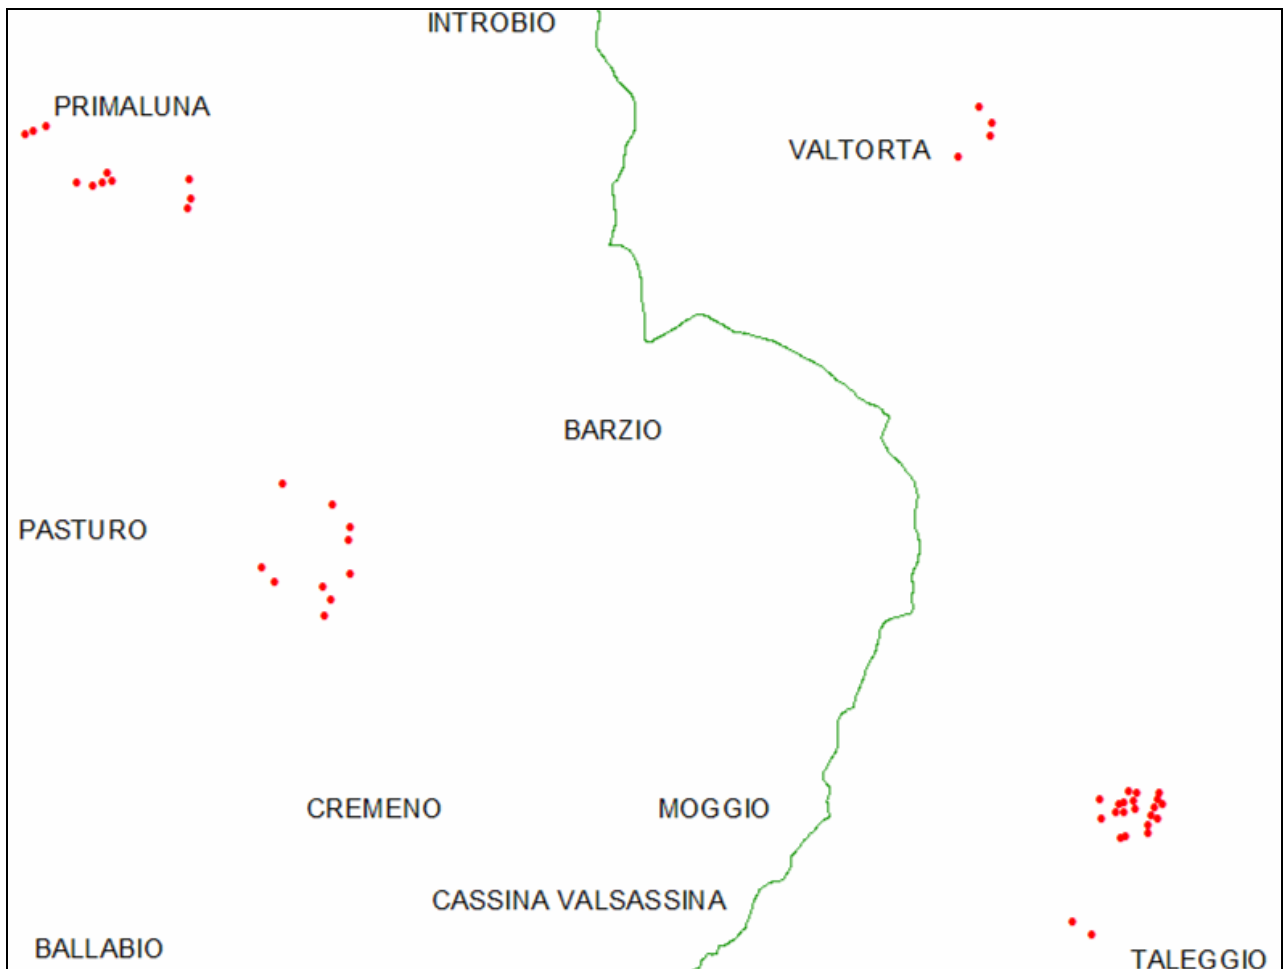 INTROBIO
PRIMALUNA
VALTORTA
BARZIO
PASTURO
CREMENO
MOGGIO
CASSINA VALSASSINA
BALLABIO
TALEGGIO